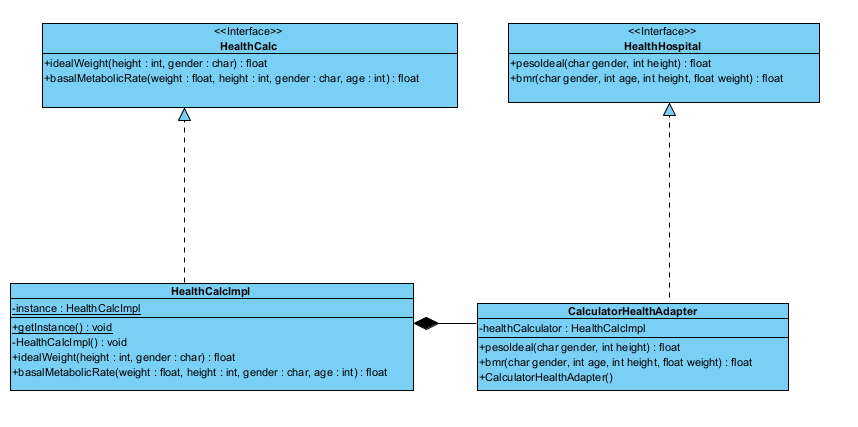 <<Interface>>
HealthCalc
+idealWeight(height : int, gender : char) : float
+basalMetabolicRate(weight : float, height : int, gender : char, age : int) : float
<<Interface>>
HealthHospital
+pesoIdeal(char gender, int height) : float
+bmr(char gender, int age, int height, float weight) : float
HealthCalcImpl
-instance : HealthCalcImpl
+getInstance() : void
-HealthCalcImpl() : void
+idealWeight(height : int, gender : char) : float
+basalMetabolicRate(weight : float, height : int, gender : char, age : int) : float
CalculatorHealthAdapter
-healthCalculator : HealthCalcImpl
+pesoIdeal(char gender, int height) : float
+bmr(char gender, int age, int height, float weight) : float
+CalculatorHealthAdapter()